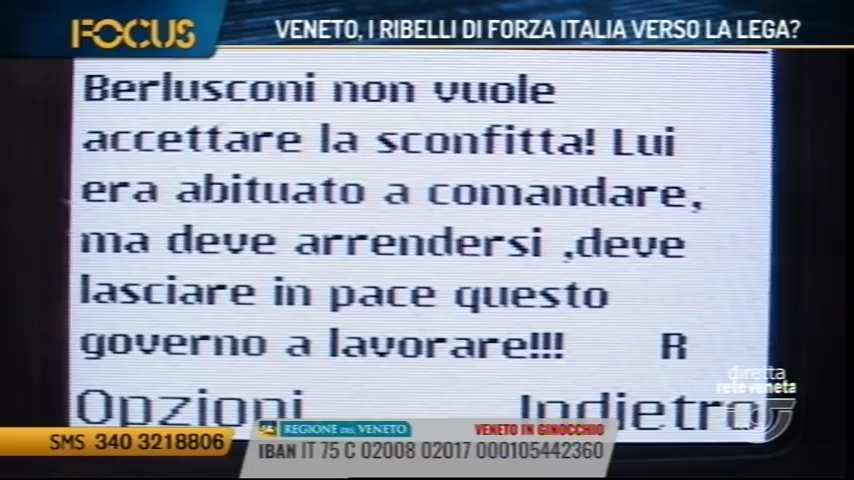 FOCUS
VENETO, I RIBELLI DI FORZA ITALIA VERSO LA LEGA?
Berlusconi non vuole
accettare la sconfitta! Lui
era abituato a comandare,
ma deve arrendersi ,deve
lasciare in pace questo
governo a lavorare!!! R
Opzioni Indietro
diretta
rete veneta
SMS 340 3218806
REGIONE DEL VENETO
VENETO IN GINOCCHIO
IBAN IT 75 C 02008 02017 000105442360